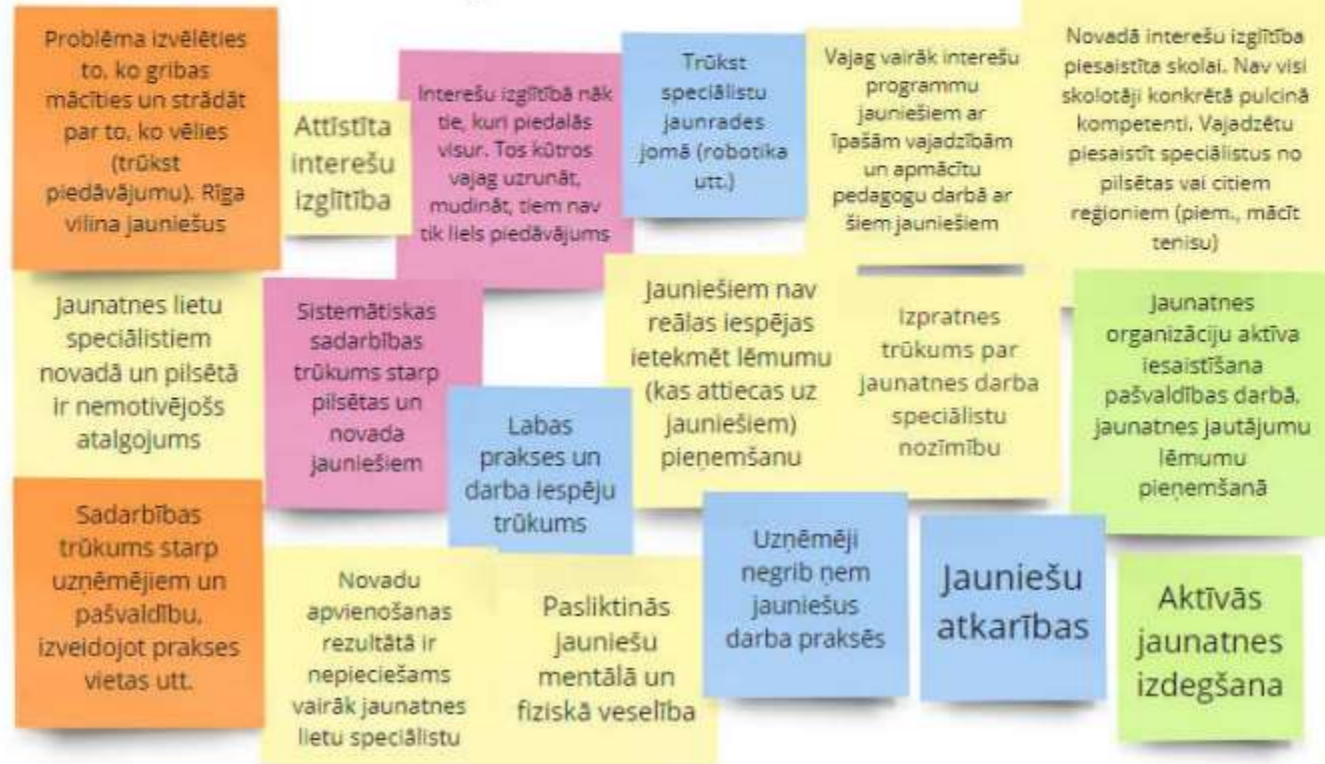 Problēma izvēlēties
to, ko gribas
mācīties un strādāt
par to, ko vēlies
(trūkst
piedāvājumu). Rīga
vilina jauniešus
Attīstīta
interešu
izglītība
Interešu izglītībā nāk
tie, kuri piedalās
visur. Tos kūtros
vajag uzrunāt,
mudināt, tiem nav
tik liels piedāvājums
Trūkst
speciālistu
jaunrades
jomā (robotika
utt.)
Vajag vairāk interešu
programmu
jauniešiem ar
īpašām vajadzībām
un apmācītu
pedagogu darbā ar
šiem jauniešiem
Novadā interešu izglītība
piesaistīta skolai. Nav visi
skolotāji konkrētā pulciņā
kompetenti. Vajadzētu
piesaistīt speciālistus no
pilsētas vai citiem
reģioniem (piem., mācīt
tenisu)
Jaunatnes lietu
speciālistiem
novadā un pilsētā
ir nemotivējošs
atalgojums
Sistemātiskas
sadarbības
trūkums starp
pilsētas un
novada
jauniešiem
Labas
prakses un
darba iespēju
trūkums
Jauniešiem nav
reālas iespējas
ietekmēt lēmumu
(kas attiecas uz
jauniešiem)
pieņemšanu
Izpratnes
trūkums par
jaunatnes darba
speciālistu
nozīmību
Jaunatnes
organizāciju aktīva
iesaistīšana
pašvaldības darbā,
jaunatnes jautājumu
lēmumu
pieņemšanā
Sadarbības
trūkums starp
uzņēmējiem un
pašvaldību,
izveidojot prakses
vietas utt.
Novadu
apvienošanas
rezultātā ir
nepieciešams
vairāk jaunatnes
lietu speciālistu
Pasliktinās
jauniešu
mentālā un
fiziskā veselība
Uzņēmēji
negrib ņem
jauniešus
darba praksēs
Jauniešu
atkarības
Aktīvās
jaunatnes
izdegšana